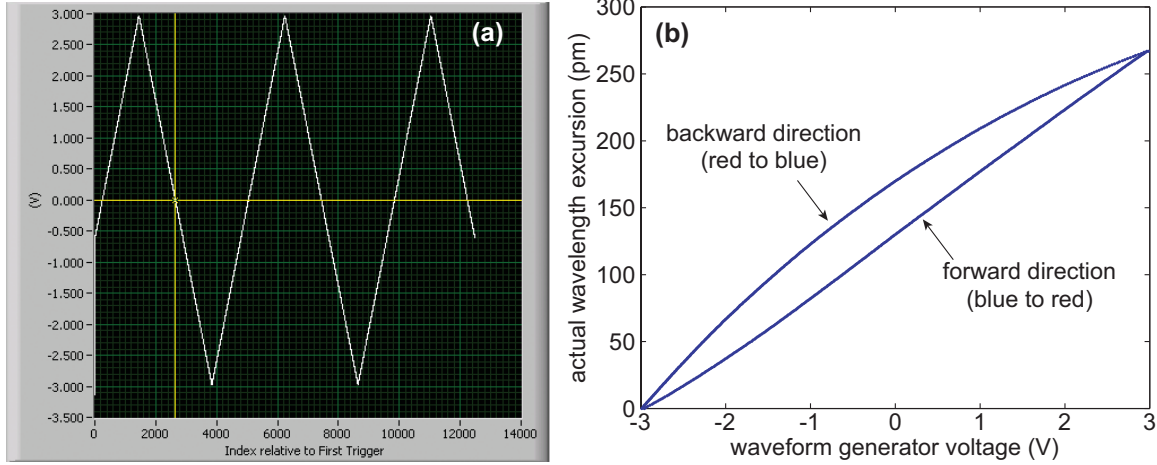 (a)
3.000
2.500
2.000
1.500
1.000
0.500
0.000
-0.500
-1.000
-1.500
-2.000
-2.500
-3.000
-3.500
(V)
0 2000 4000 6000 8000 10000 12000 14000
Index relative to First Trigger
(b)
300
250
200
150
100
50
0
actual wavelength excursion (pm)
backward direction
(red to blue)
forward direction
(blue to red)
-3 -2 -1 0 1 2 3
waveform generator voltage (V)